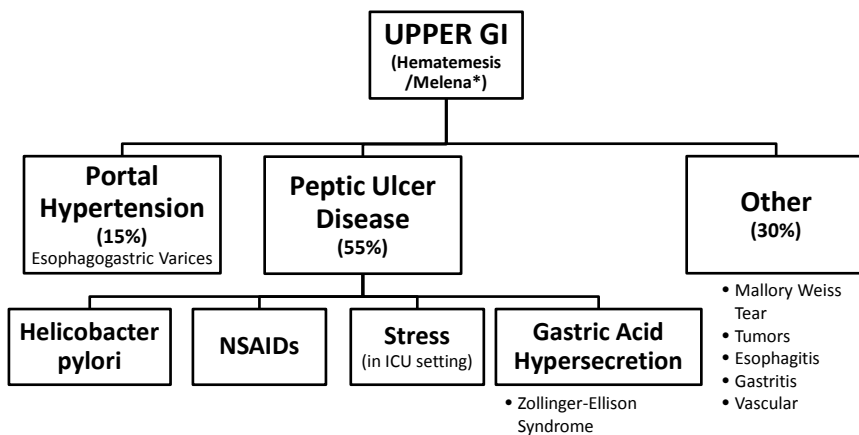 UPPER GI
(Hematemesis
/Melena*)
Portal
Hypertension
(15%)
Esophagogastric Varices
Peptic Ulcer
Disease
(55%)
Other
(30%)
• Mallory Weiss
Tear
• Tumors
• Esophagitis
• Gastritis
• Vascular
Helicobacter
pylori
NSAIDs
Stress
(in ICU setting)
Gastric Acid
Hypersecretion
• Zollinger-Ellison
Syndrome